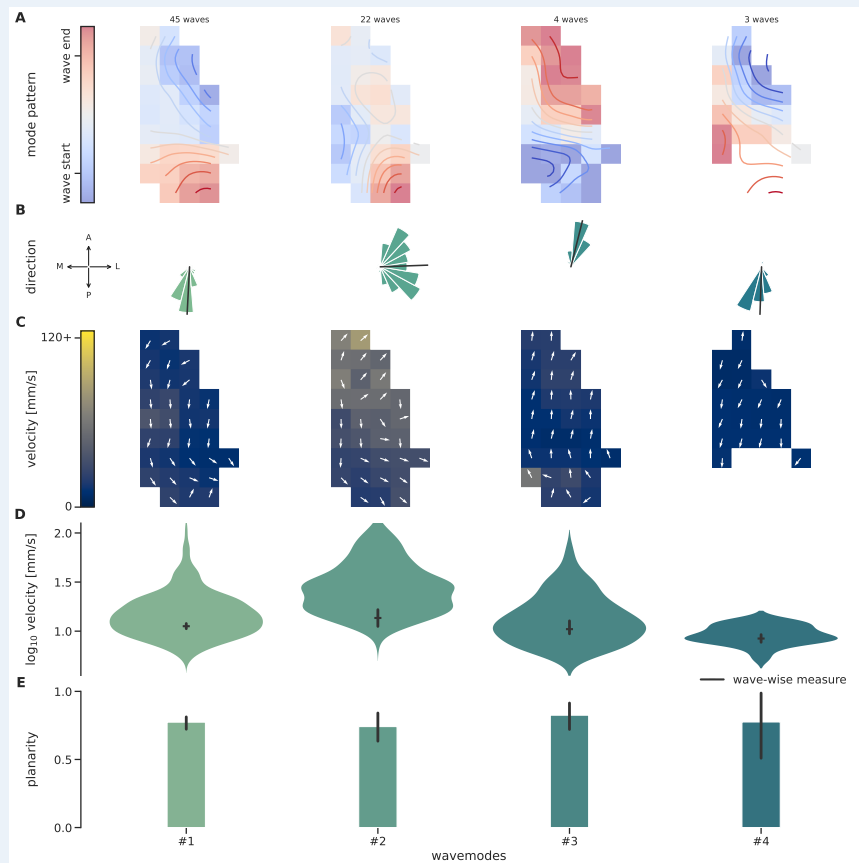 A
45 waves
22 waves
4 waves
3 waves
mode pattern
wave end
wave start
B
direction
A
M
L
P
C
120+
velocity [mm/s]
0
D
2.0
1.5
1.0
log₁₀ velocity [mm/s]
wave-wise measure
E
1.0
0.5
0.0
planarity
#1
#2
#3
#4
wavemodes